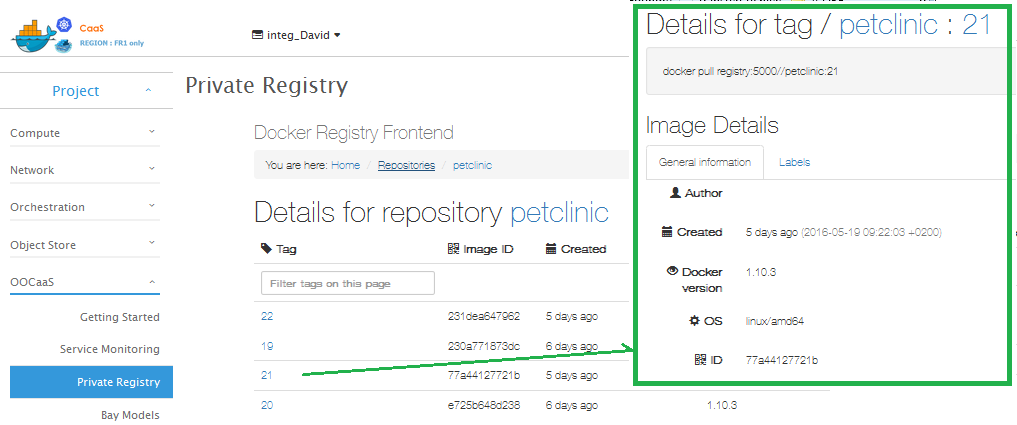 CaaS
REGION : FR1 only
integ_David
Project
Compute
Network
Orchestration
Object Store
OOCaaS
Getting Started
Service Monitoring
Private Registry
Bay Models
Private Registry
Docker Registry Frontend
You are here: Home / Repositories / petclinic
Details for repository petclinic
Tag Image ID Created
Filter tags on this page
22 231dea647962 5 days ago
19 230a771873dc 6 days ago
21 77a44127721b 5 days ago
20 e725b648d238 6 days ago 1.10.3
Details for tag / petclinic : 21
docker pull registry:5000//petclinic:21
Image Details
General information Labels
Author
Created 5 days ago (2016-05-19 09:22:03 +0200)
Docker version 1.10.3
OS linux/amd64
ID 77a44127721b